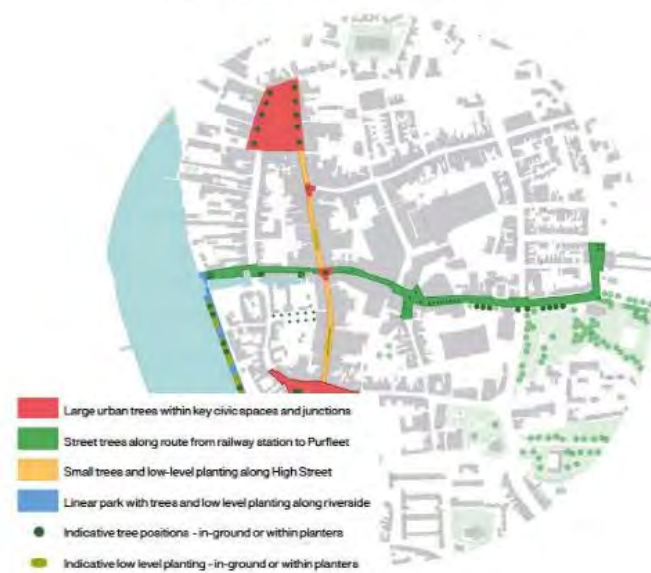 Large urban trees within key civic spaces and junctions
Street trees along route from railway station to Purfleet
Small trees and low-level planting along High Street
Linear park with trees and low level planting along riverside
Indicative tree positions - in-ground or within planters
Indicative low level planting - in-ground or within planters